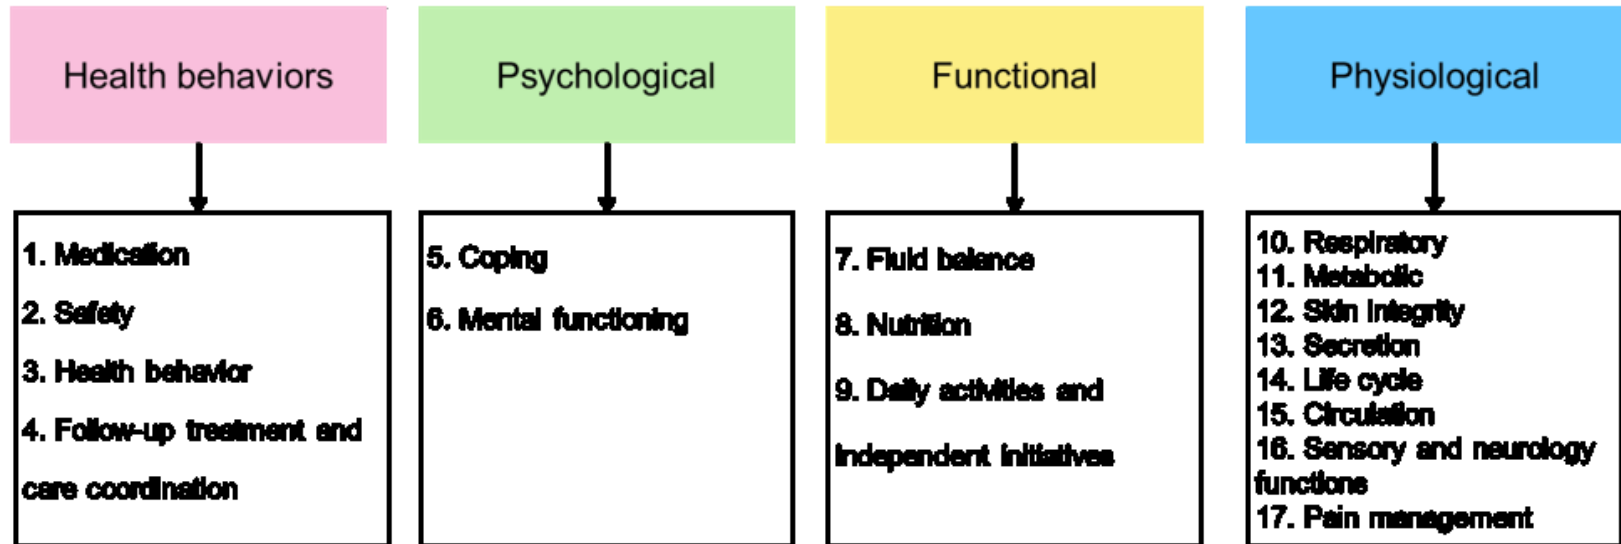 Health behaviors
1. Medication
2. Safety
3. Health behavior
4. Follow-up treatment and
care coordination
Psychological
5. Coping
6. Mental functioning
Functional
7. Fluid balance
8. Nutrition
9. Daily activities and
independent initiatives
Physiological
10. Respiratory
11. Metabolic
12. Skin integrity
13. Secretion
14. Life cycle
15. Circulation
16. Sensory and neurology
functions
17. Pain management